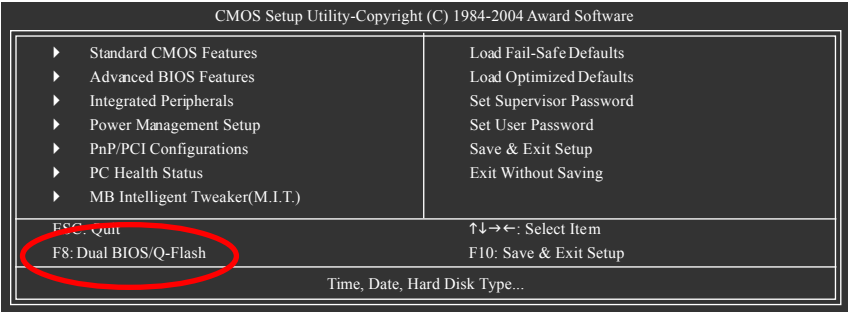 CMOS Setup Utility-Copyright (C) 1984-2004 Award Software
Standard CMOS Features
Advanced BIOS Features
Integrated Peripherals
Power Management Setup
PnP/PCI Configurations
PC Health Status
MB Intelligent Tweaker(M.I.T.)
Load Fail-Safe Defaults
Load Optimized Defaults
Set Supervisor Password
Set User Password
Save & Exit Setup
Exit Without Saving
ESC: Quit
↑↓→←: Select Item
F8: Dual BIOS/Q-Flash
F10: Save & Exit Setup
Time, Date, Hard Disk Type...